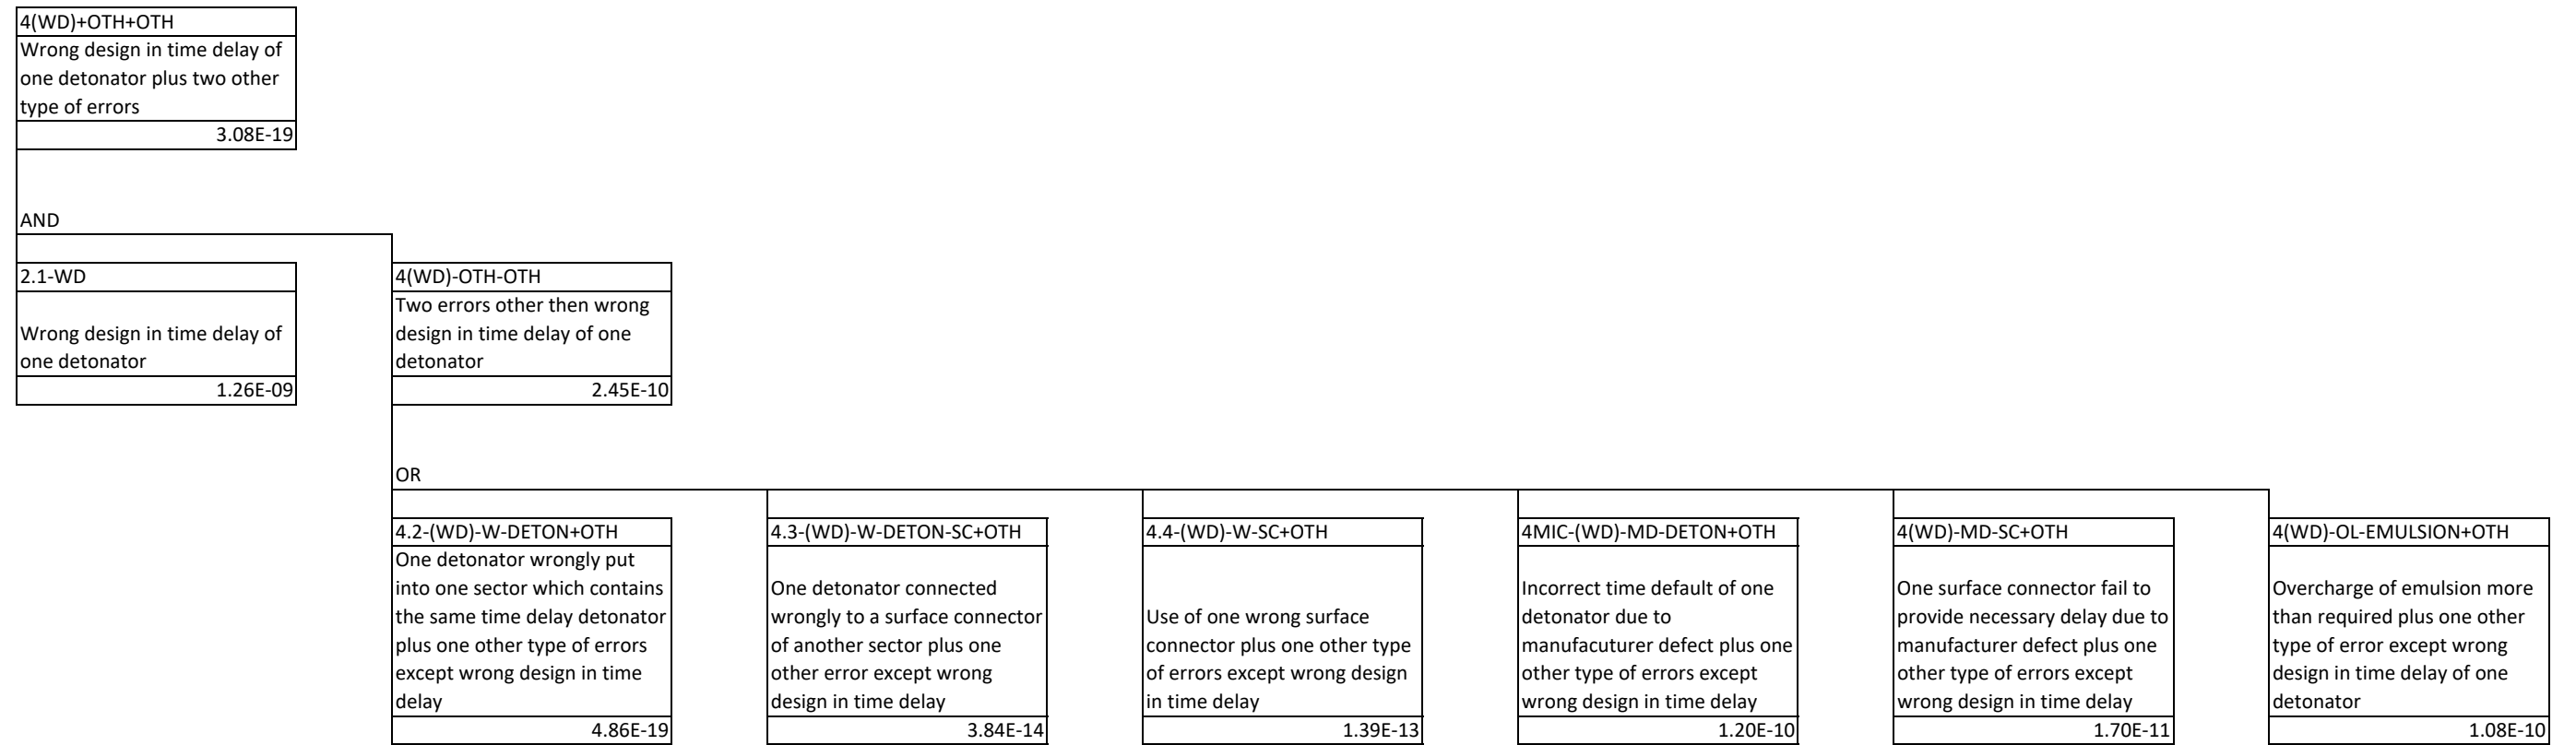 4(WD)+OTH+OTH
Wrong design in time delay of
one detonator plus two other
type of errors
3.08E-19
AND
2.1-WD
Wrong design in time delay of
one detonator
1.26E-09
4(WD)-OTH-OTH
Two errors other then wrong
design in time delay of one
detonator
2.45E-10
OR
4.2-(WD)-W-DETON+OTH
One detonator wrongly put
into one sector which contains
the same time delay detonator
plus one other type of errors
except wrong design in time
delay
4.86E-19
4.3-(WD)-W-DETON-SC+OTH
One detonator connected
wrongly to a surface connector
of another sector plus one
other error except wrong
design in time delay
3.84E-14
4.4-(WD)-W-SC+OTH
Use of one wrong surface
connector plus one other type
of errors except wrong design
in time delay
1.39E-13
4MIC-(WD)-MD-DETON+OTH
Incorrect time default of one
detonator due to
manufacuturer defect plus one
other type of errors except
wrong design in time delay
1.20E-10
4(WD)-MD-SC+OTH
One surface connector fail to
provide necessary delay due to
manufacturer defect plus one
other type of errors except
wrong design in time delay
1.70E-11
4(WD)-OL-EMULSION+OTH
Overcharge of emulsion more
than required plus one other
type of error except wrong
design in time delay of one
detonator
1.08E-10